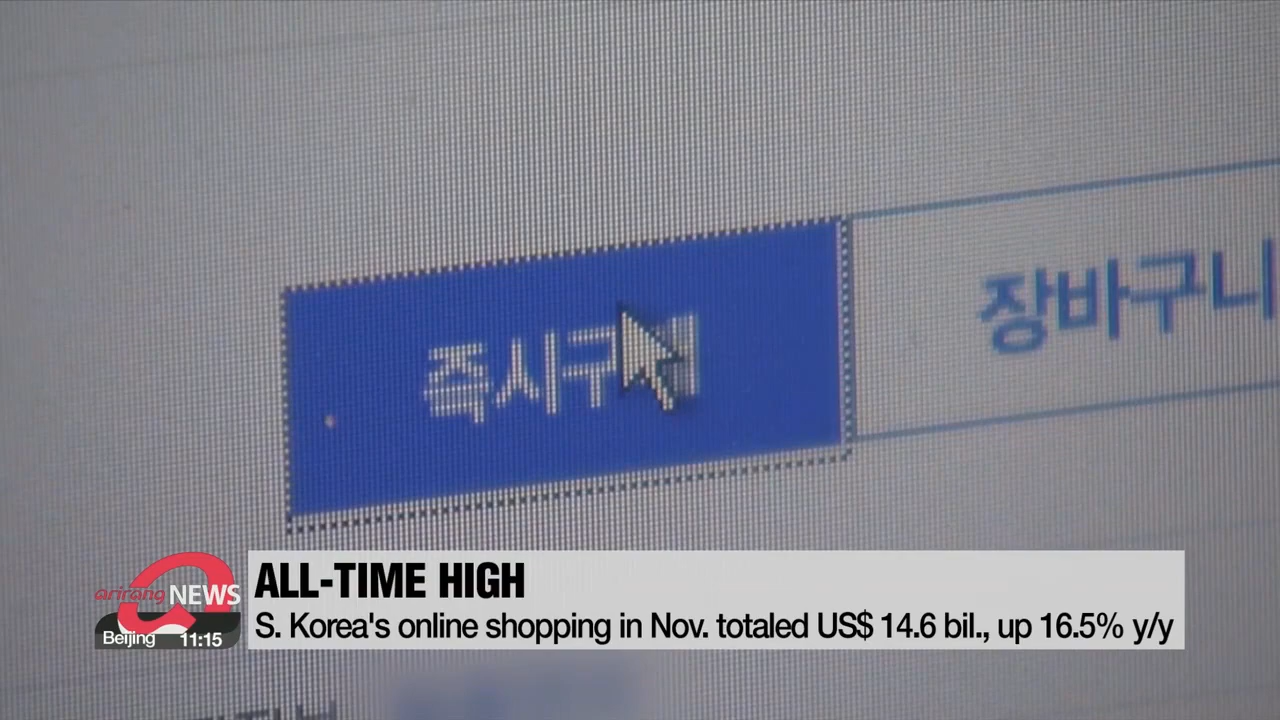 즉시구매
장바구니
arirang NEWS
Beijing 11:15
ALL-TIME HIGH
S. Korea's online shopping in Nov. totaled US$ 14.6 bil., up 16.5% y/y